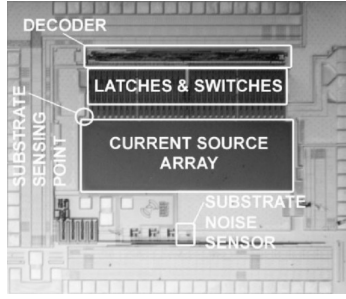 DECODER
LATCHES & SWITCHES
SUBSTRATE
SENSING
POINT
CURRENT SOURCE
ARRAY
SUBSTRATE
NOISE
SENSOR